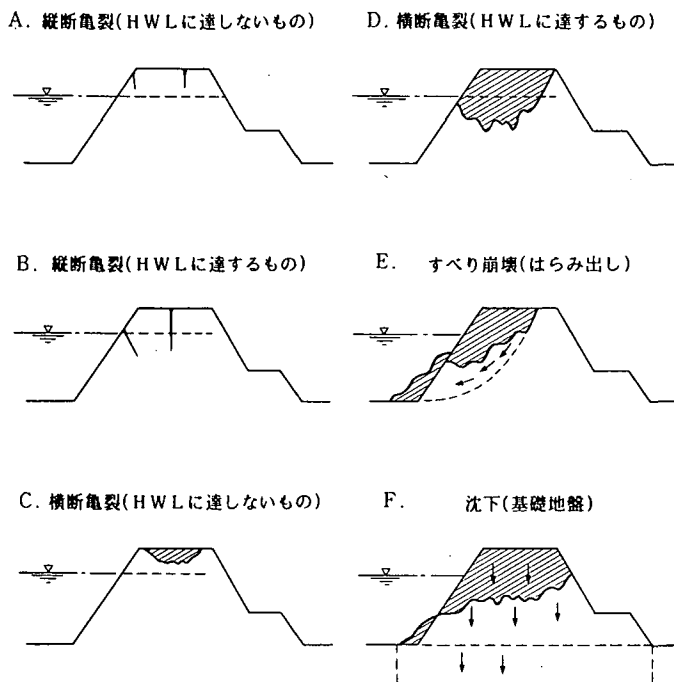 A. 縦断亀裂(HWLに達しないもの)
B. 縦断亀裂(HWLに達するもの)
C. 横断亀裂(HWLに達しないもの)
D. 横断亀裂(HWLに達するもの)
E. すべり崩壊(はらみ出し)
F. 沈下(基礎地盤)